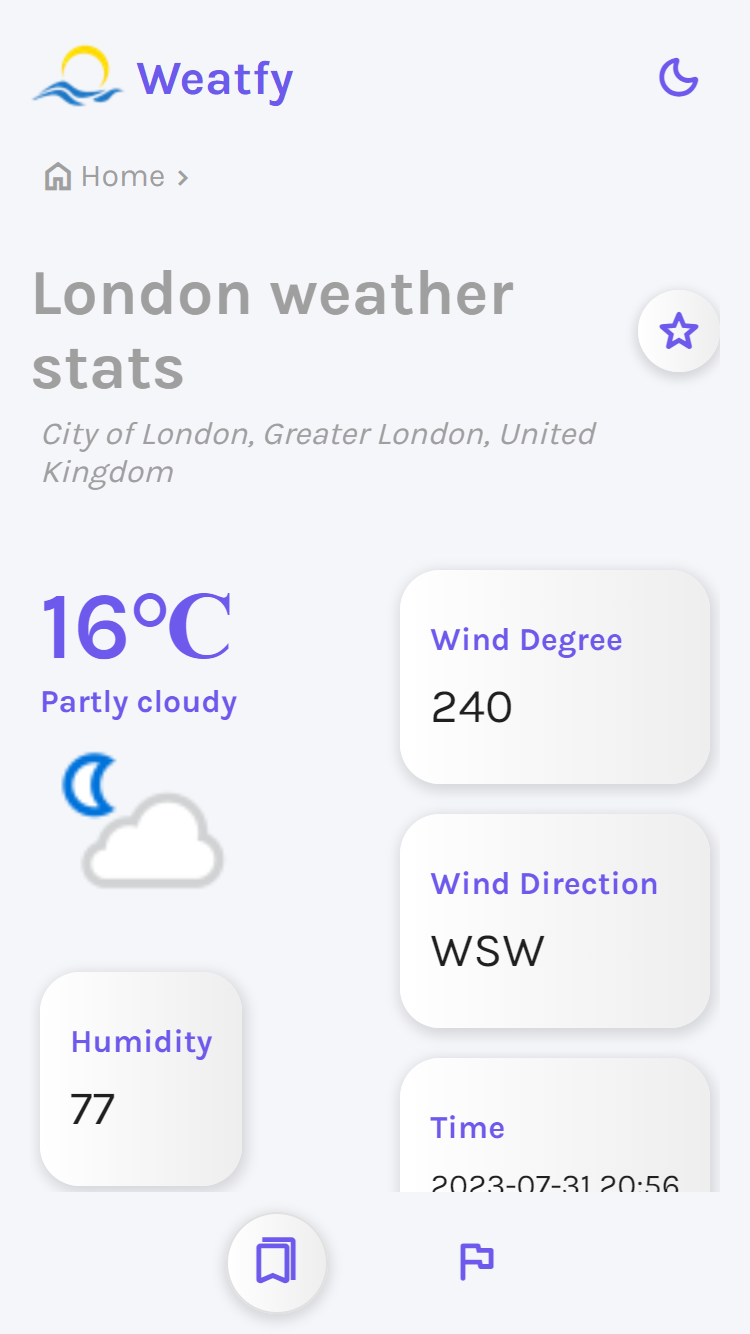 Weatfy
Home
London weather
stats
City of London, Greater London, United
Kingdom
16°C
Partly cloudy
Humidity
77
Wind Degree
240
Wind Direction
WSW
Time
2023-07-31 20:56